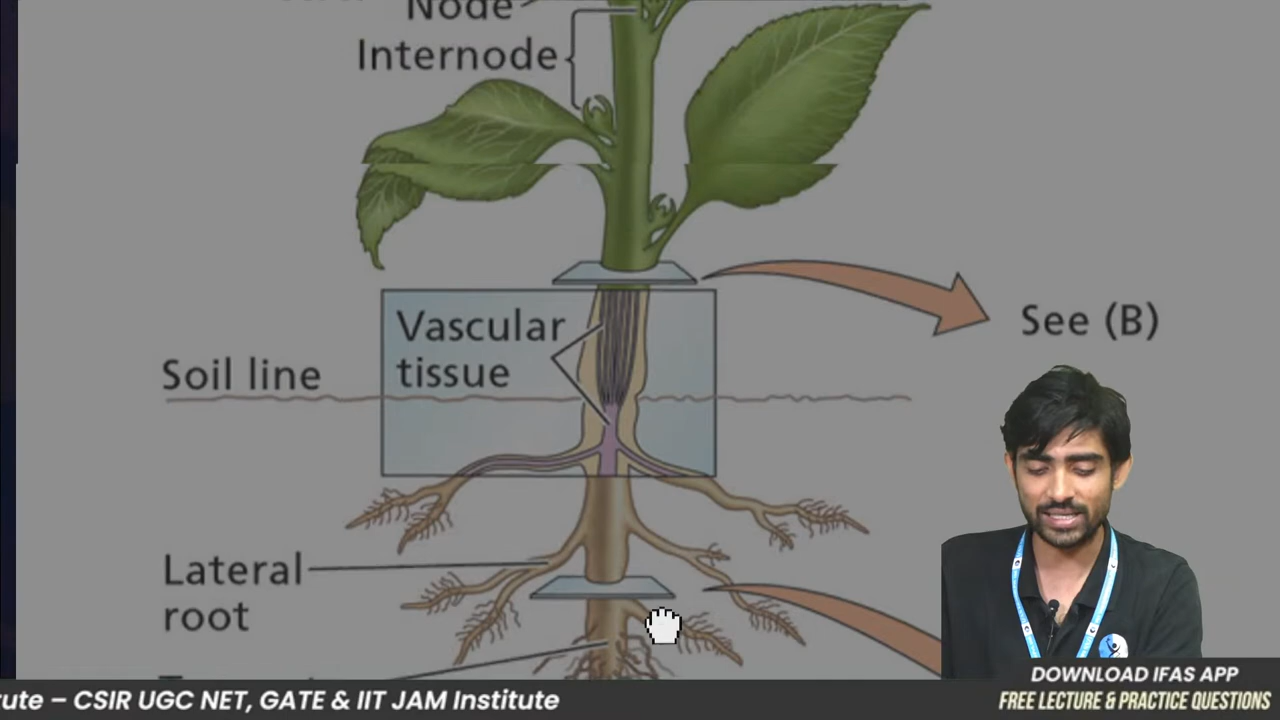 Node
Internode
Vascular
tissue
See (B)
Soil line
Lateral
root
DOWNLOAD IFAS APP
ute – CSIR UGC NET, GATE & IIT JAM Institute
FREE LECTURE & PRACTICE QUESTIONS